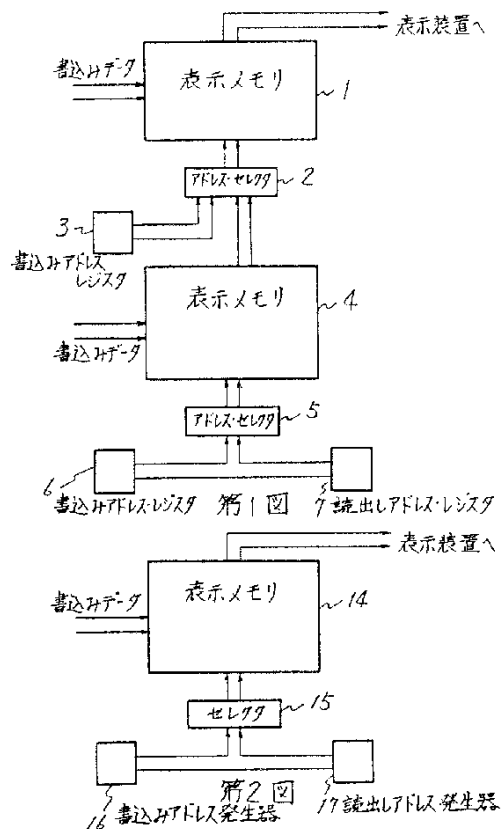 表示装置へ
書込みデータ
表示メモリ
1
アドレス・セレクタ
2
3
書込みアドレス
レジスタ
表示メモリ
4
書込みデータ
アドレス・セレクタ
5
6
書込みアドレス・レジスタ
第1図
7
読出しアドレス・レジスタ
表示装置へ
書込みデータ
表示メモリ
14
セレクタ
15
16
書込みアドレス発生器
第2図
17
読出しアドレス発生器